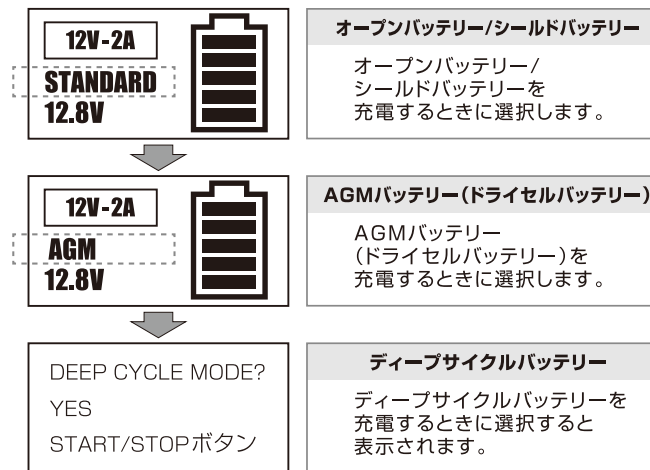 12V-2A
STANDARD
12.8V
オープンバッテリー/シールドバッテリー
オープンバッテリー/
シールドバッテリーを
充電するときに選択します。
12V-2A
AGM
12.8V
AGMバッテリー(ドライセルバッテリー)
AGMバッテリー
(ドライセルバッテリー)を
充電するときに選択します。
DEEP CYCLE MODE?
YES
START/STOPボタン
ディープサイクルバッテリー
ディープサイクルバッテリーを
充電するときに選択すると
表示されます。